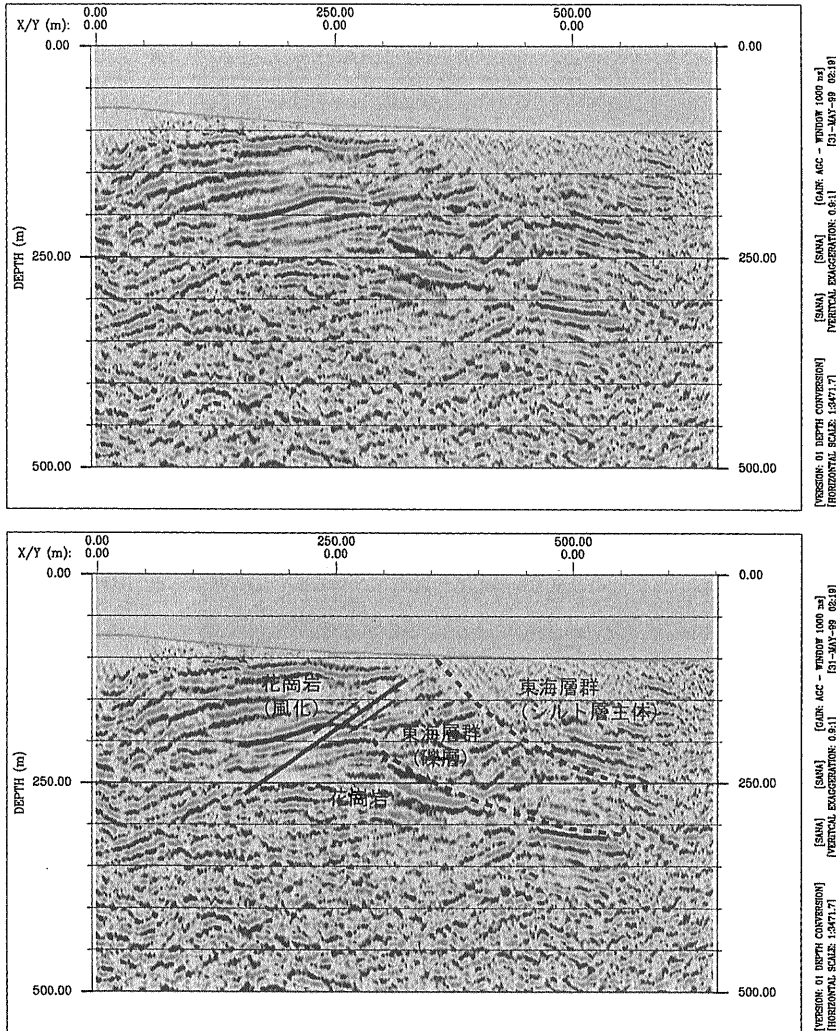 X/Y (m): 0.00 250.00 500.00
0.00 0.00 0.00
0.00 0.00
DEPTH (m)
250.00 250.00
500.00 500.00
[VERSION: 01 DEPTH CONVERSION] [SANA] [SANA] [GAIN: AGC - WINDOW 1000 ms]
[HORIZONTAL SCALE: 1:3471.7] [VERITCAL EXAGGERATION: 0.9:1] [31-MAY-99 02:19]
X/Y (m): 0.00 250.00 500.00
0.00 0.00 0.00
0.00 0.00
DEPTH (m)
花崗岩
(風化)
東海層群
(シルト層主体)
東海層群
(礫層)
250.00 250.00
花崗岩
500.00 500.00
[VERSION: 01 DEPTH CONVERSION] [SANA] [SANA] [GAIN: AGC - WINDOW 1000 ms]
[HORIZONTAL SCALE: 1:3471.7] [VERITCAL EXAGGERATION: 0.9:1] [31-MAY-99 02:19]